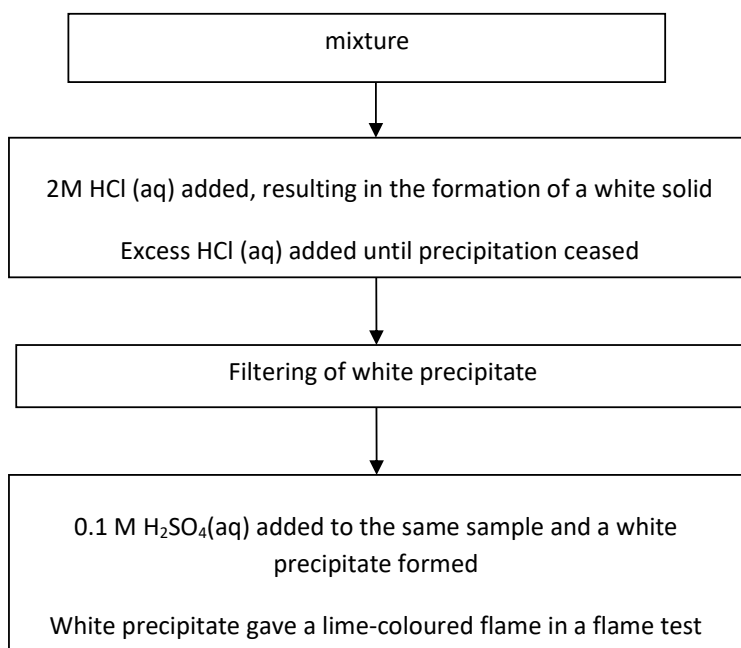 mixture
2M HCl (aq) added, resulting in the formation of a white solid
Excess HCl (aq) added until precipitation ceased
Filtering of white precipitate
0.1 M H₂SO₄(aq) added to the same sample and a white
precipitate formed
White precipitate gave a lime-coloured flame in a flame test